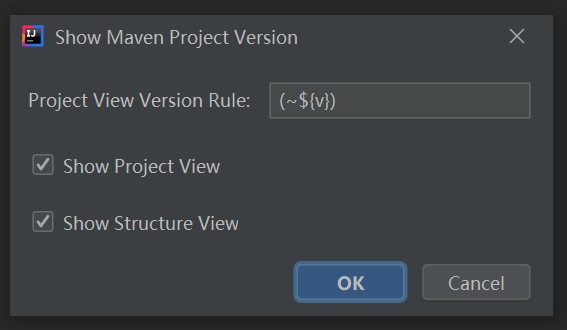 IJ
Show Maven Project Version
Project View Version Rule: (~${v})
Show Project View
Show Structure View
OK Cancel